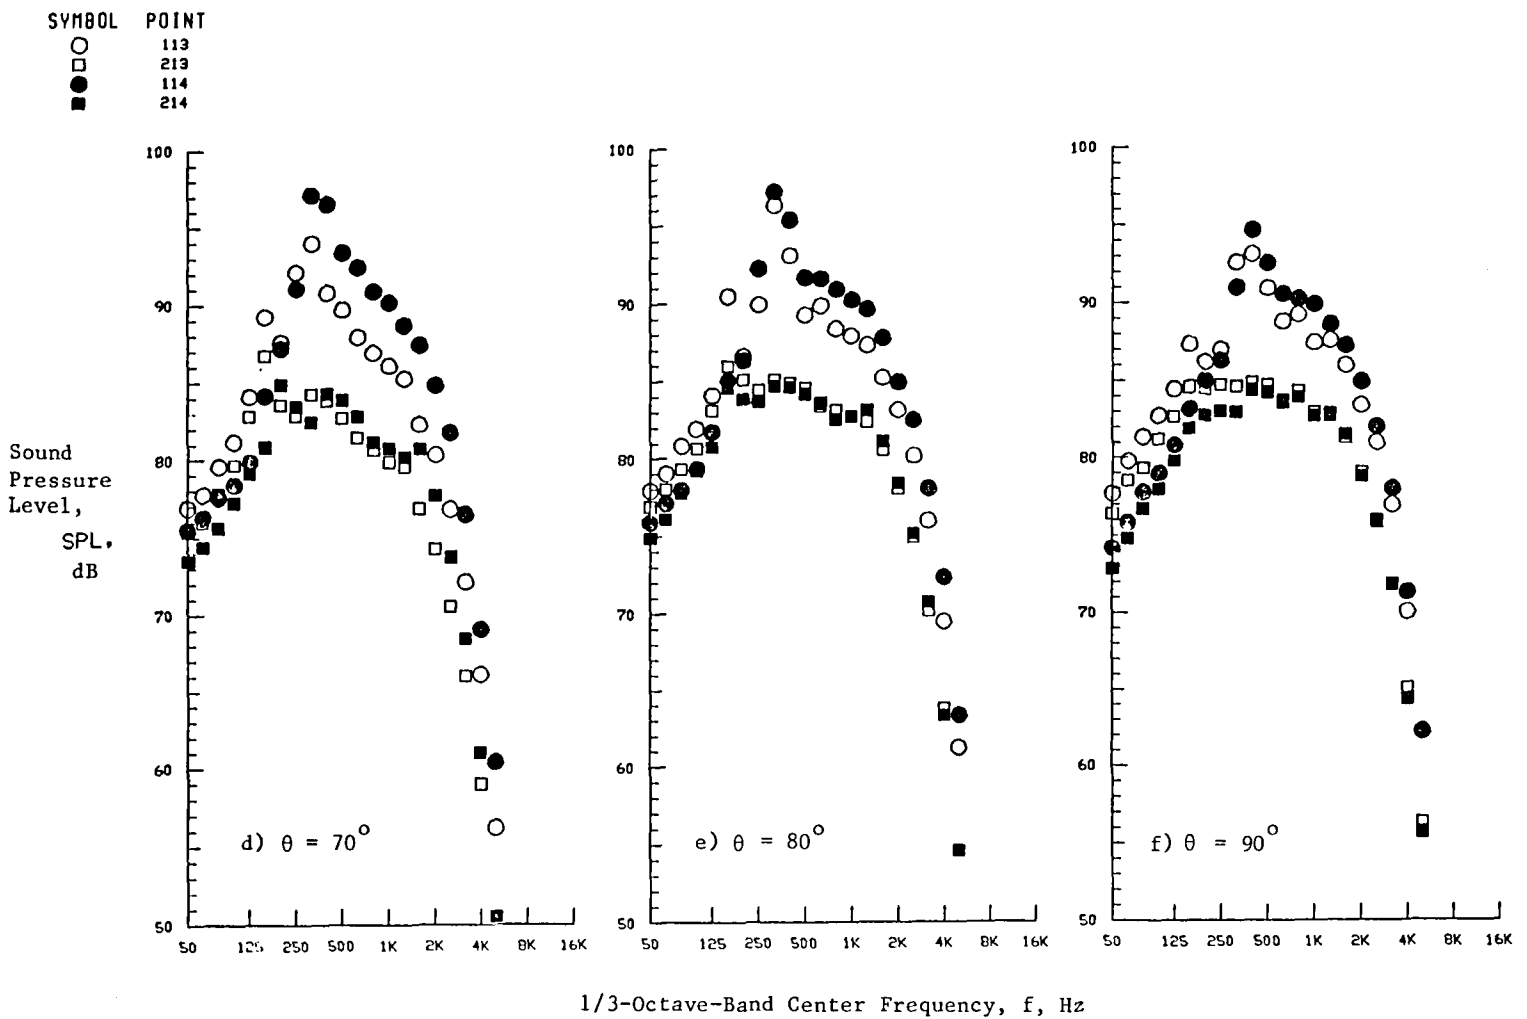 SYMBOL POINT
○ 113
□ 213
● 114
■ 214
Sound
Pressure
Level,
SPL,
dB
100
90
80
70
60
50
50 125 250 500 1K 2K 4K 8K 16K
d) θ = 70°
100
90
80
70
60
50
50 125 250 500 1K 2K 4K 8K 16K
e) θ = 80°
100
90
80
70
60
50
50 125 250 500 1K 2K 4K 8K 16K
f) θ = 90°
1/3-Octave-Band Center Frequency, f, Hz